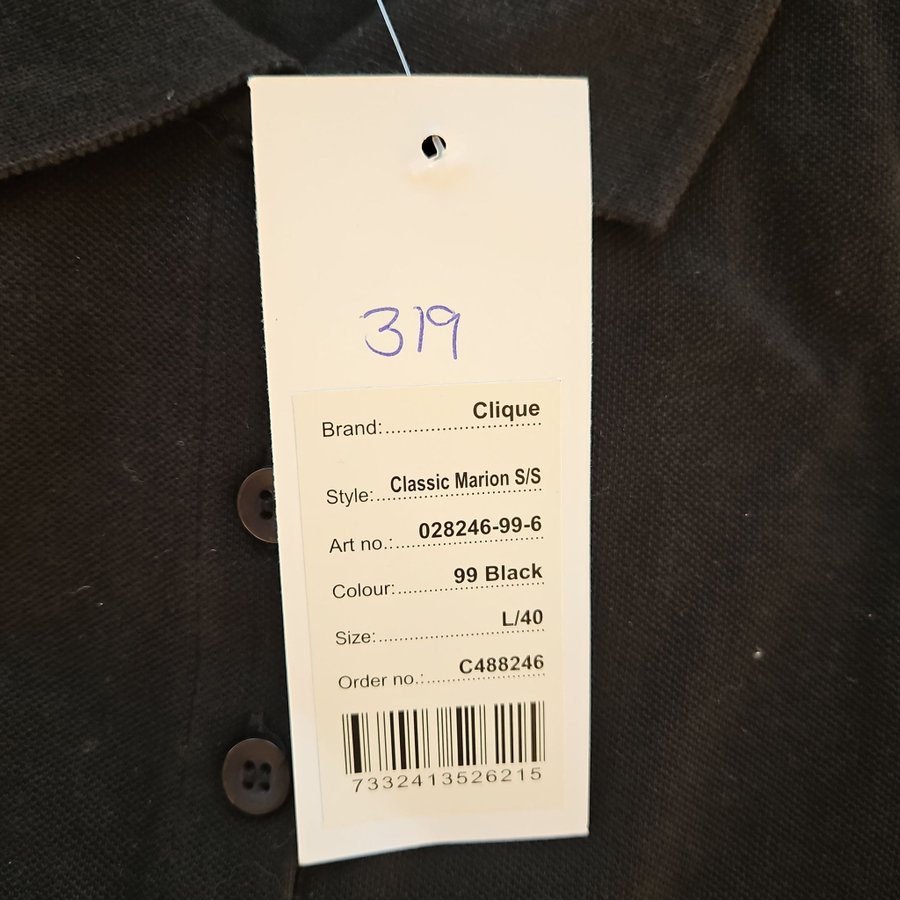 319
Brand: Clique
Style: Classic Marion S/S
Art no.: 028246-99-6
Colour: 99 Black
Size: L/40
Order no.: C488246
7332413526215